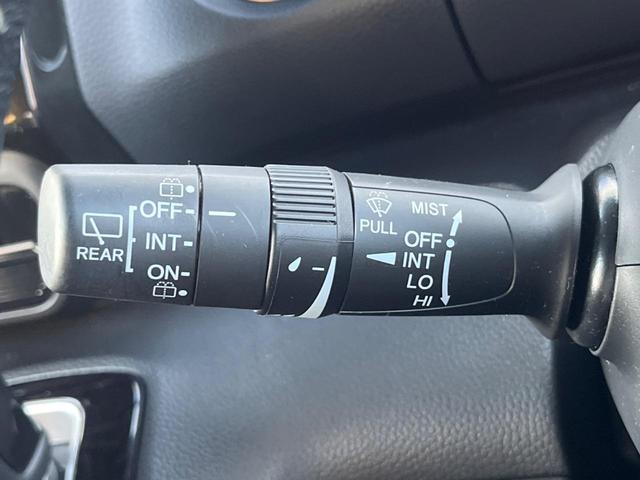 REAR
OFF
INT
ON
PULL
MIST
OFF
INT
LO
HI